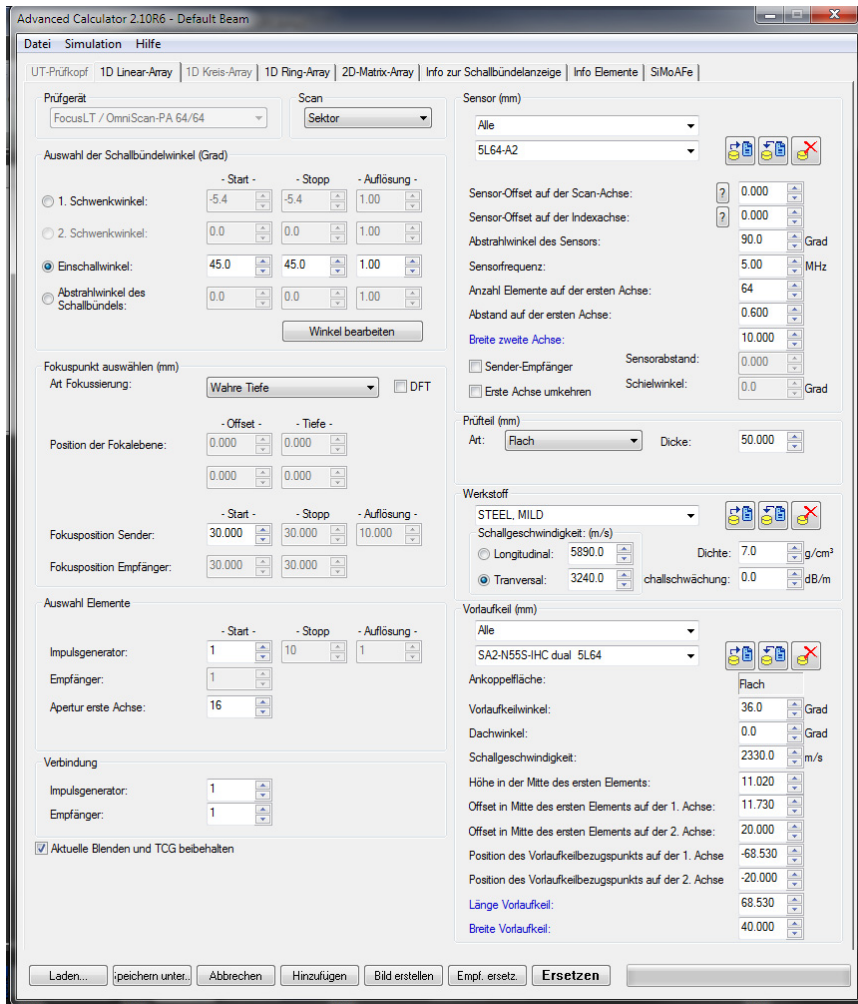 Advanced Calculator 2.10R6 - Default Beam
Datei Simulation Hilfe
UT-Prüfkopf 1D Linear-Array 1D Kreis-Array 1D Ring-Array 2D-Matrix-Array Info zur Schallbündelanzeige Info Elemente SiMoAFe
Prüfgerät
FocusLT / OmniScan-PA 64/64
Scan
Sektor
Auswahl der Schallbündelwinkel (Grad)
- Start - - Stopp - Auflösung -
1. Schwenkwinkel: -5.4 -5.4 1.00
2. Schwenkwinkel: 0.0 0.0 1.00
Einschallwinkel: 45.0 45.0 1.00
Abstrahlwinkel des
Schallbündels: 0.0 0.0 1.00
Winkel bearbeiten
Fokuspunkt auswählen (mm)
Art Fokussierung: Wahre Tiefe DFT
- Offset - - Tiefe -
Position der Fokalebene: 0.000 0.000
0.000 0.000
- Start - - Stopp - Auflösung -
Fokusposition Sender: 30.000 30.000 10.000
Fokusposition Empfänger: 30.000 30.000
Auswahl Elemente
- Start - - Stopp - Auflösung -
Impulsgenerator: 1 10 1
Empfänger: 1
Apertur erste Achse: 16
Verbindung
Impulsgenerator: 1
Empfänger: 1
Aktuelle Blenden und TCG beibehalten
Sensor (mm)
Alle
5L64-A2
Sensor-Offset auf der Scan-Achse: ? 0.000
Sensor-Offset auf der Indexachse: ? 0.000
Abstrahlwinkel des Sensors: 90.0 Grad
Sensorfrequenz: 5.00 MHz
Anzahl Elemente auf der ersten Achse: 64
Abstand auf der ersten Achse: 0.600
Breite zweite Achse: 10.000
Sender-Empfänger Sensorabstand: 0.000
Erste Achse umkehren Schielwinkel: 0.0 Grad
Prüfteil (mm)
Art: Flach Dicke: 50.000
Werkstoff
STEEL, MILD
Schallgeschwindigkeit: (m/s)
Longitudinal: 5890.0 Dichte: 7.0 g/cm³
Tranversal: 3240.0 challschwächung: 0.0 dB/m
Vorlaufkeil (mm)
Alle
SA2-N55S-IHC dual 5L64
Ankoppelfläche: Flach
Vorlaufkeilwinkel: 36.0 Grad
Dachwinkel: 0.0 Grad
Schallgeschwindigkeit: 2330.0 m/s
Höhe in der Mitte des ersten Elements: 11.020
Offset in Mitte des ersten Elements auf der 1. Achse: 11.730
Offset in Mitte des ersten Elements auf der 2. Achse: 20.000
Position des Vorlaufkeilbezugspunkts auf der 1. Achse -68.530
Position des Vorlaufkeilbezugspunkts auf der 2. Achse -20.000
Länge Vorlaufkeil: 68.530
Breite Vorlaufkeil: 40.000
Laden... peichern unter.. Abbrechen Hinzufügen Bild erstellen Empf. ersetz. Ersetzen